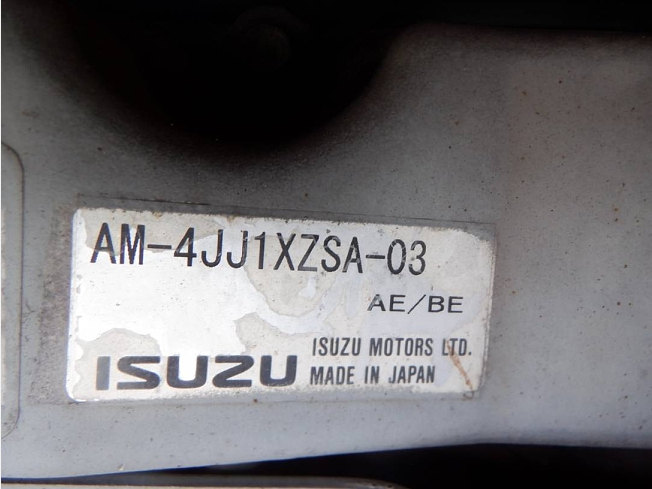 AM-4JJ1XZSA-03
AE/BE
ISUZU
ISUZU MOTORS LTD.
MADE IN JAPAN